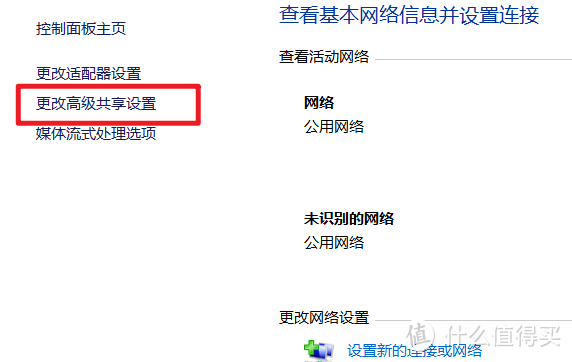 控制面板主页
更改适配器设置
更改高级共享设置
媒体流式处理选项
查看基本网络信息并设置连接
查看活动网络
网络
公用网络
未识别的网络
公用网络
更改网络设置
设置新的连接或网络
值 什么值得买